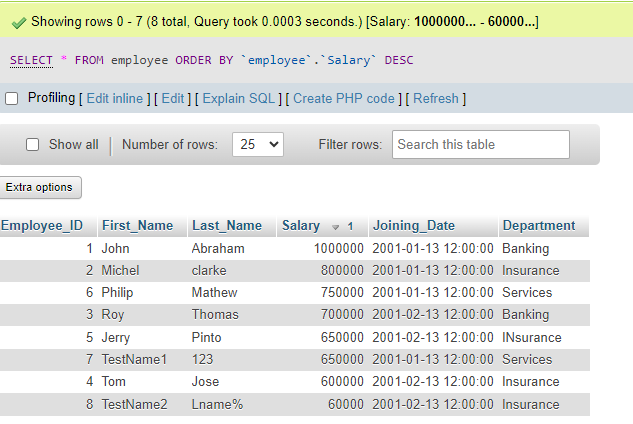 Showing rows 0 - 7 (8 total, Query took 0.0003 seconds.) [Salary: 1000000... - 60000...]
SELECT * FROM employee ORDER BY `employee`.`Salary` DESC
Profiling [ Edit inline ] [ Edit ] [ Explain SQL ] [ Create PHP code ] [ Refresh ]
Show all | Number of rows: 25 Filter rows: Search this table
Extra options
Employee_ID First_Name Last_Name Salary 1 Joining_Date Department
1 John Abraham 1000000 2001-01-13 12:00:00 Banking
2 Michel clarke 800000 2001-01-13 12:00:00 Insurance
6 Philip Mathew 750000 2001-01-13 12:00:00 Services
3 Roy Thomas 700000 2001-02-13 12:00:00 Banking
5 Jerry Pinto 650000 2001-02-13 12:00:00 INsurance
7 TestName1 123 650000 2001-01-13 12:00:00 Services
4 Tom Jose 600000 2001-02-13 12:00:00 Insurance
8 TestName2 Lname% 60000 2001-02-13 12:00:00 Insurance